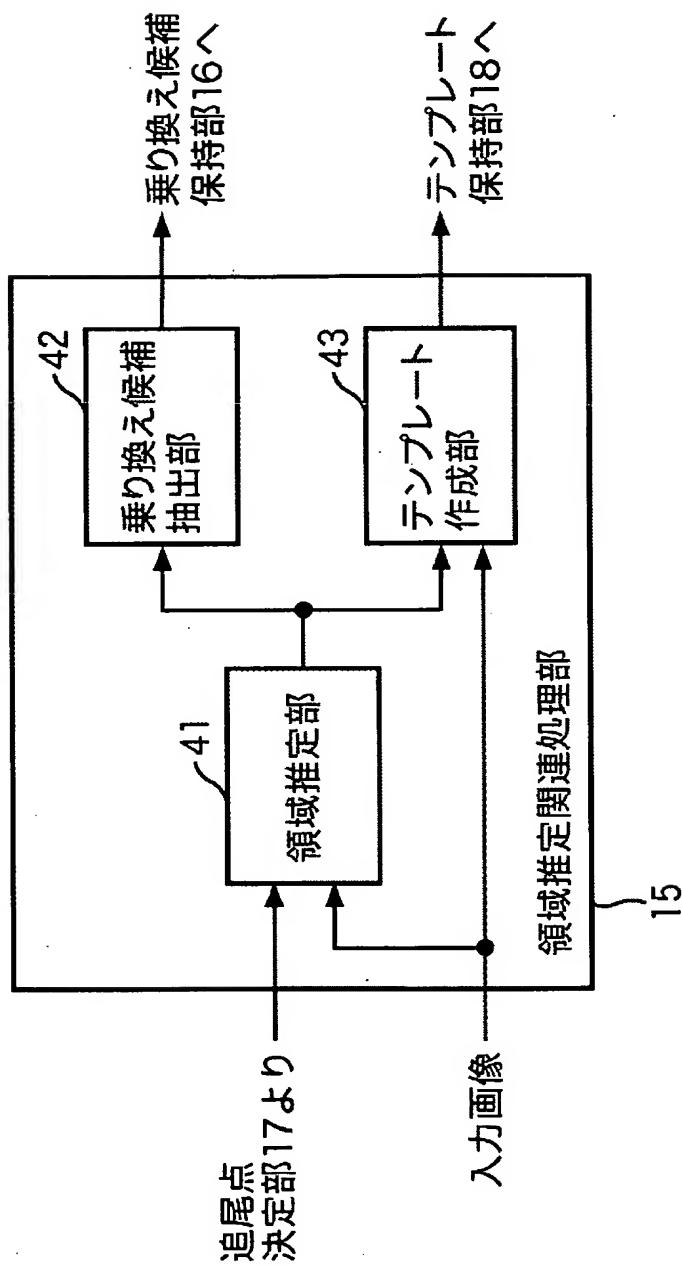 乗り換え候補
保持部16へ
テンプレート
保持部18へ
42
乗り換え候補
抽出部
43
テンプレート
作成部
41
領域推定部
領域推定関連処理部
15
追尾点
決定部17より
入力画像